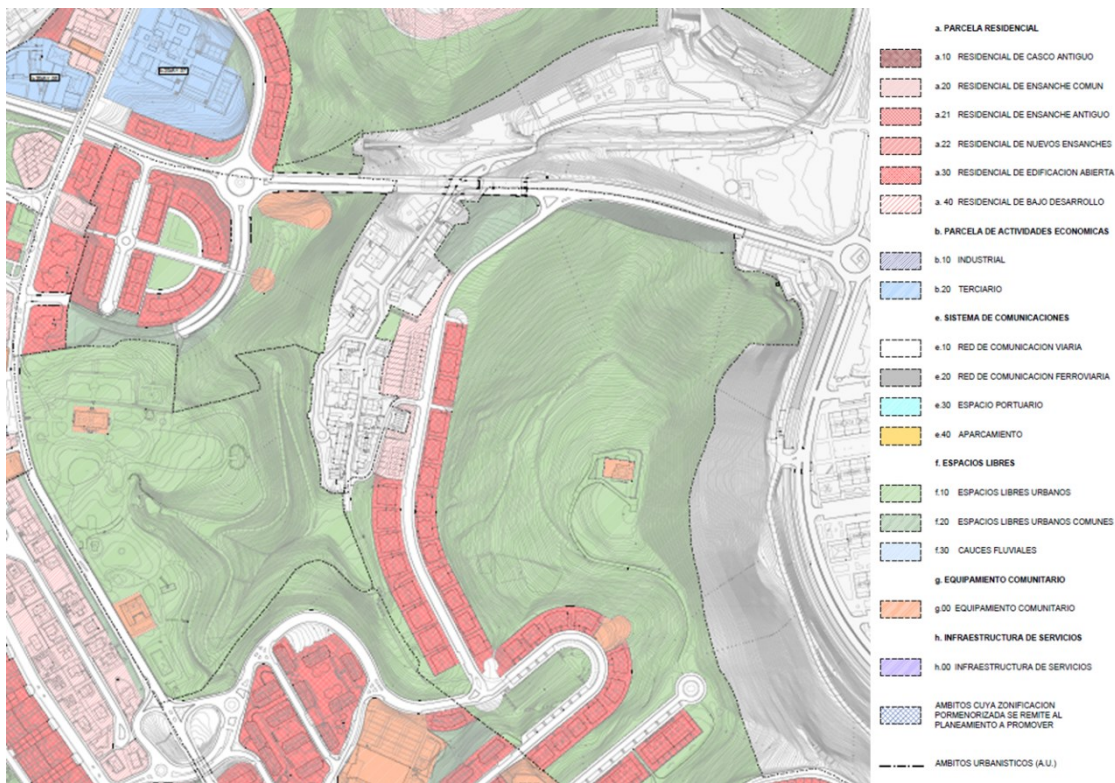 a. PARCELA RESIDENCIAL
a.10 RESIDENCIAL DE CASCO ANTIGUO
a.20 RESIDENCIAL DE ENSANCHE COMUN
a.21 RESIDENCIAL DE ENSANCHE ANTIGUO
a.22 RESIDENCIAL DE NUEVOS ENSANCHES
a.30 RESIDENCIAL DE EDIFICACION ABIERTA
a. 40 RESIDENCIAL DE BAJO DESARROLLO
b. PARCELA DE ACTIVIDADES ECONOMICAS
b.10 INDUSTRIAL
b.20 TERCIARIO
e. SISTEMA DE COMUNICACIONES
e.10 RED DE COMUNICACION VIARIA
e.20 RED DE COMUNICACION FERROVIARIA
e.30 ESPACIO PORTUARIO
e.40 APARCAMIENTO
f. ESPACIOS LIBRES
f.10 ESPACIOS LIBRES URBANOS
f.20 ESPACIOS LIBRES URBANOS COMUNES
f.30 CAUCES FLUVIALES
g. EQUIPAMIENTO COMUNITARIO
g.00 EQUIPAMIENTO COMUNITARIO
h. INFRAESTRUCTURA DE SERVICIOS
h.00 INFRAESTRUCTURA DE SERVICIOS
AMBITOS CUYA ZONIFICACION
PORMENORIZADA SE REMITE AL
PLANEAMIENTO A PROMOVER
AMBITOS URBANISTICOS (A.U.)